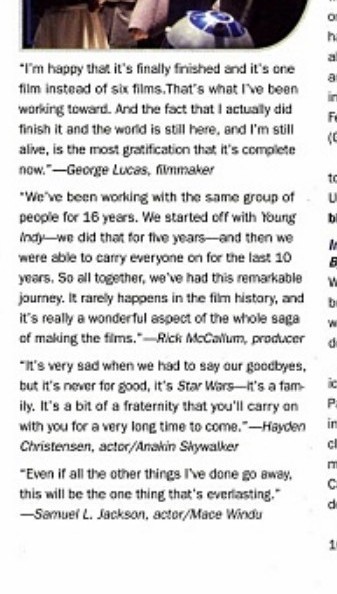 "I'm happy that it's finally finished and it's one
film instead of six films.That's what I've been
working toward. And the fact that I actually did
finish it and the world is still here, and I'm still
alive, is the most gratification that it's complete
now."—George Lucas, filmmaker
"We've been working with the same group of
people for 16 years. We started off with Young
Indy—we did that for five years—and then we
were able to carry everyone on for the last 10
years. So all together, we've had this remarkable
journey. It rarely happens in the film history, and
it's really a wonderful aspect of the whole saga
of making the films."—Rick McCallum, producer
"It's very sad when we had to say our goodbyes,
but it's never for good, it's Star Wars—it's a fam-
ily. It's a bit of a fraternity that you'll carry on
with you for a very long time to come."—Hayden
Christensen, actor/Anakin Skywalker
"Even if all the other things I've done go away,
this will be the one thing that's everlasting."
—Samuel L. Jackson, actor/Mace Windu